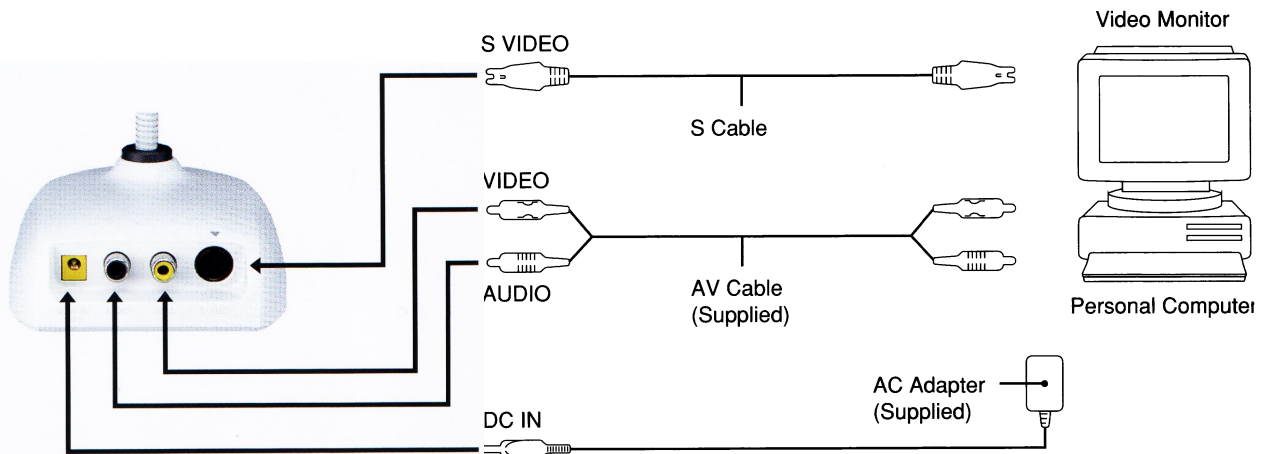 Video Monitor
S VIDEO
S Cable
VIDEO
AUDIO
AV Cable
(Supplied)
Personal Computer
AC Adapter
(Supplied)
DC IN